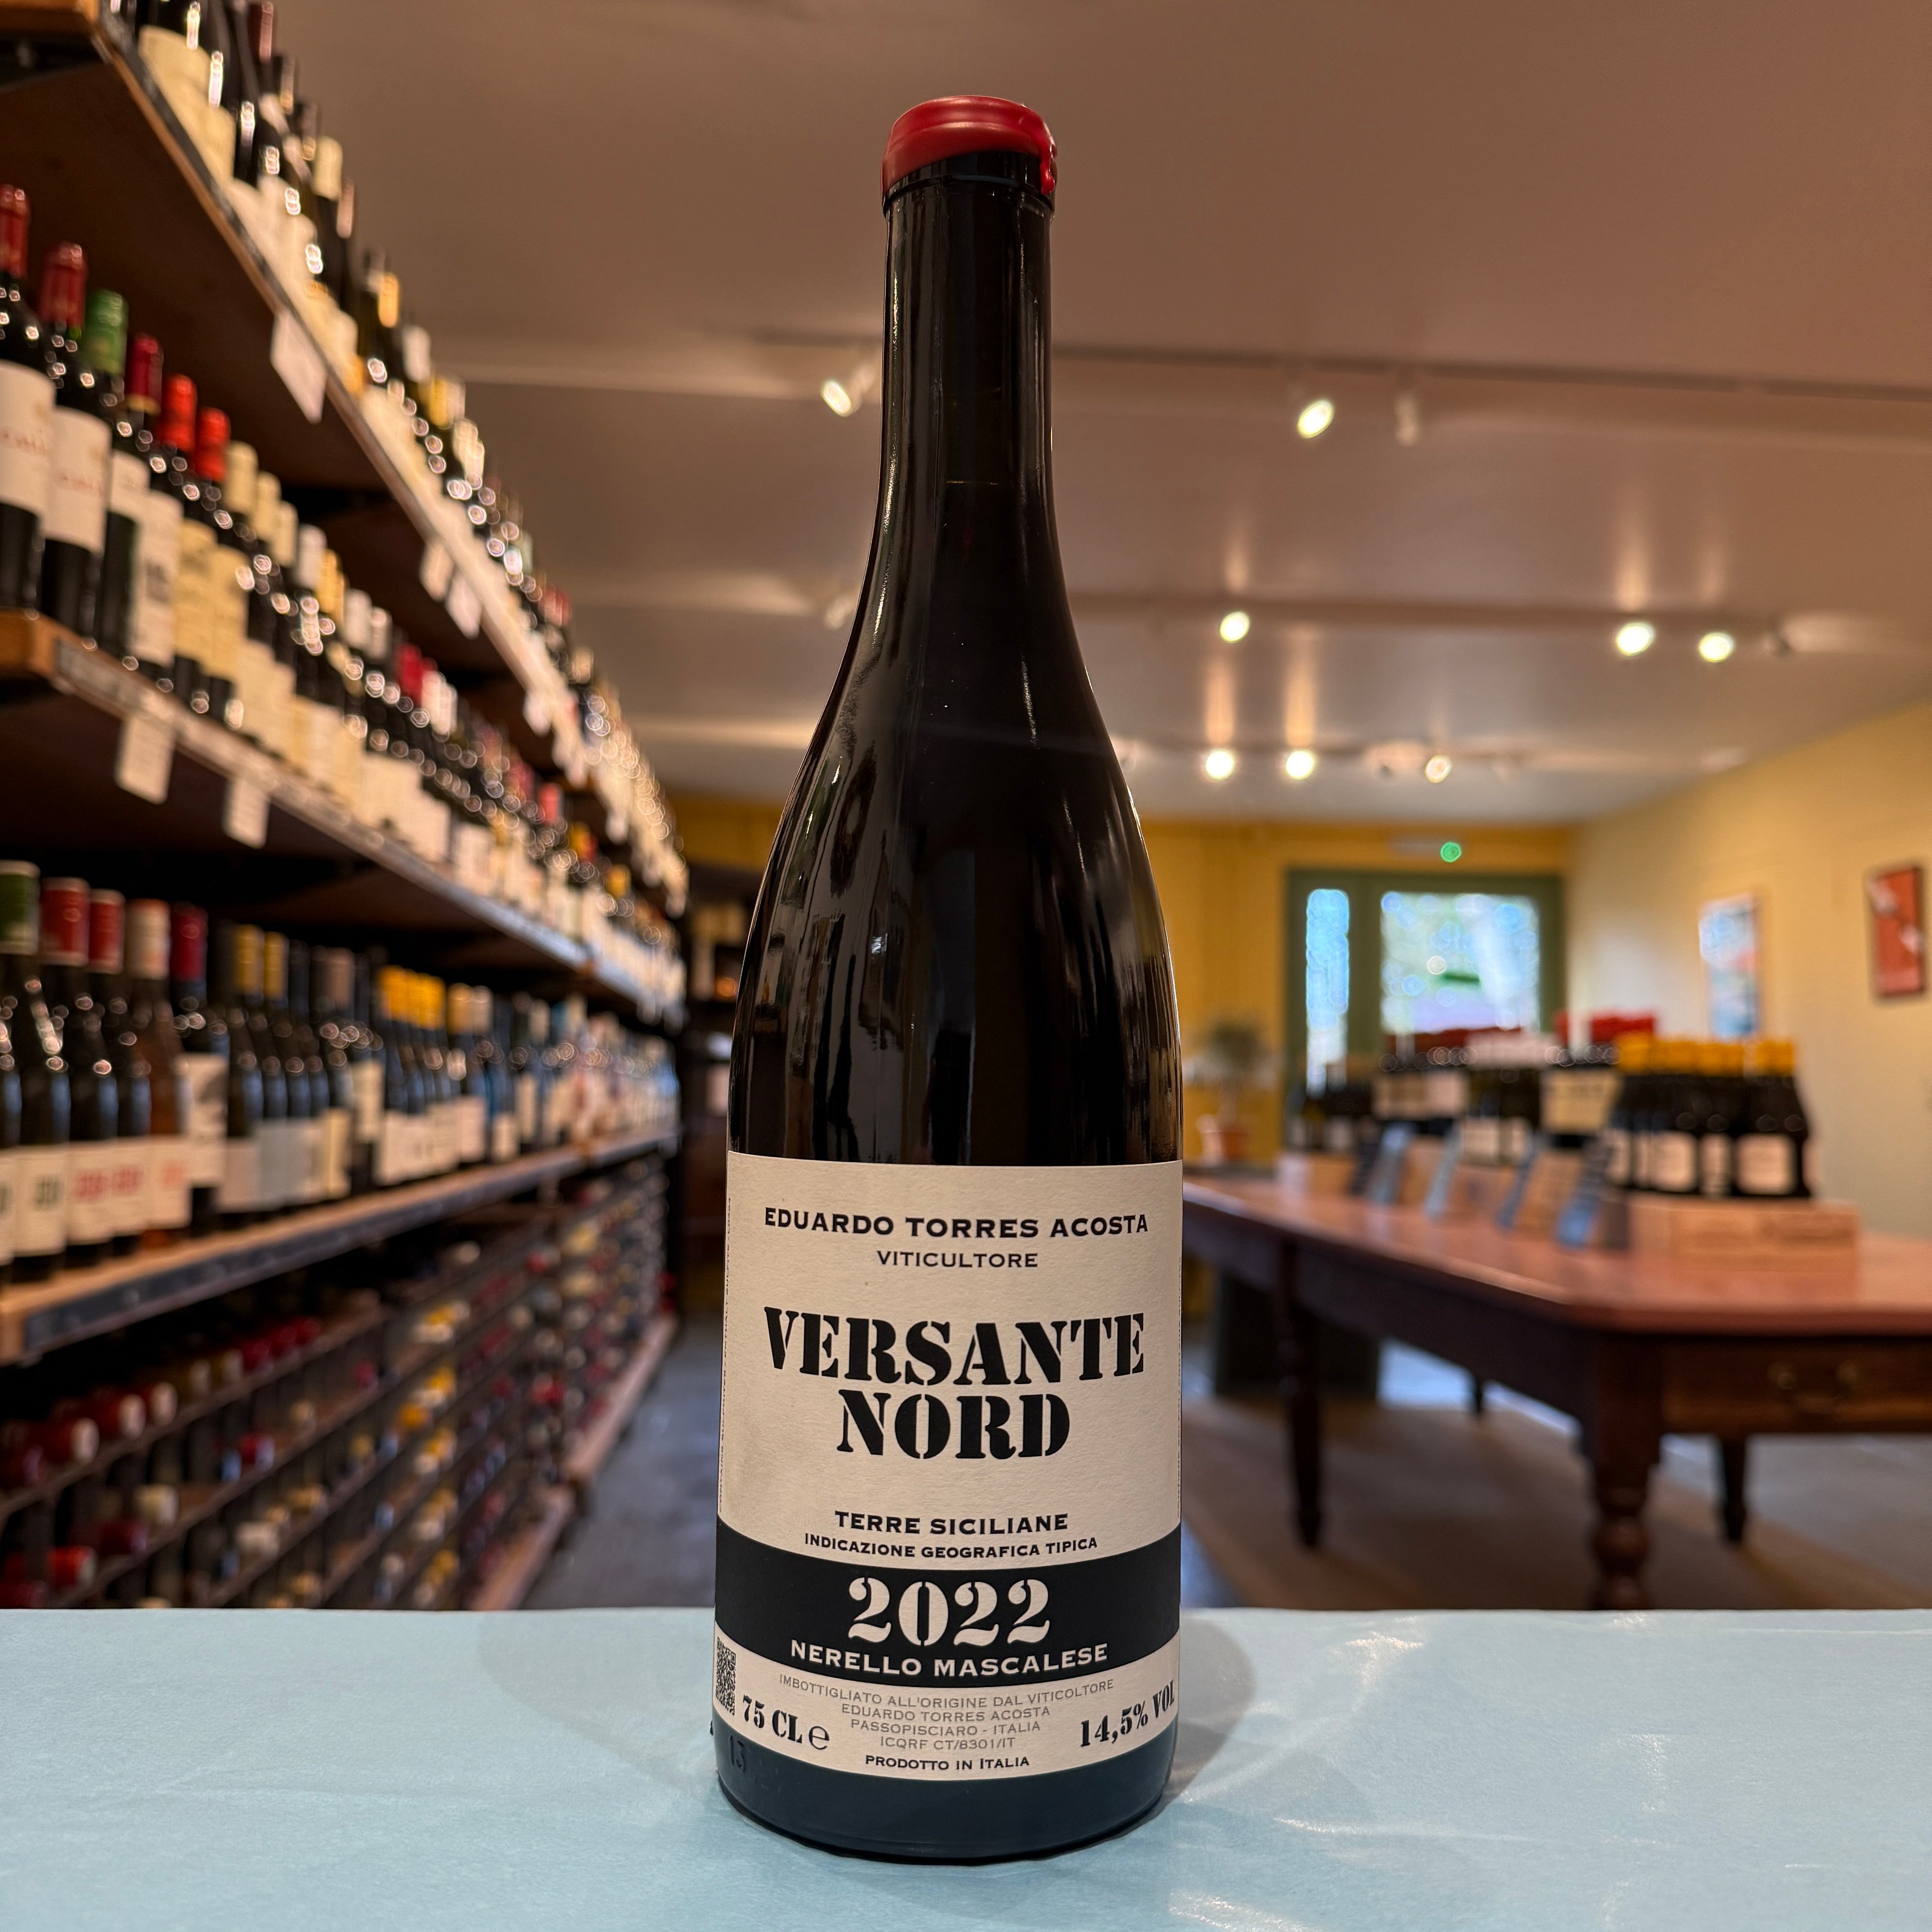 EDUARDO TORRES ACOSTA
VITICULTORE
VERSANTE
NORD
TERRE SICILIANE
INDICAZIONE GEOGRAFICA TIPICA
2022
NERELLO MASCALESE
IMBOTTIGLIATO ALL'ORIGINE DAL VITICOLTORE
EDUARDO TORRES ACOSTA
PASSOPISCIARO - ITALIA
ICQRF CT/8301/IT
PRODOTTO IN ITALIA
75 CL e
14,5% VOL
13